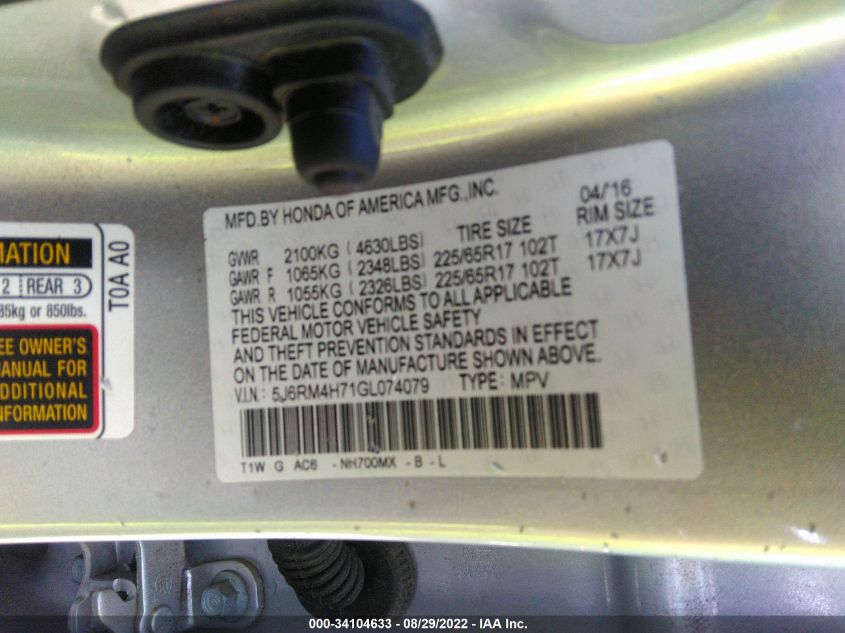 MATION
2 REAR 3
85kg or 850lbs.
EE OWNER'S
MANUAL FOR
ADDITIONAL
INFORMATION
T0A A0
MFD.BY HONDA OF AMERICA MFG.,INC. 04/'16
GVWR 2100KG ( 4630LBS) TIRE SIZE RIM SIZE
GAWR F 1065KG ( 2348LBS) 225/65R17 102T 17X7J
GAWR R 1055KG ( 2326LBS) 225/65R17 102T 17X7J
THIS VEHICLE CONFORMS TO ALL APPLICABLE
FEDERAL MOTOR VEHICLE SAFETY
AND THEFT PREVENTION STANDARDS IN EFFECT
ON THE DATE OF MANUFACTURE SHOWN ABOVE.
V.I.N.: 5J6RM4H71GL074079 TYPE: MPV
T1W G AC6 - NH700MX - B - L
000-34104633 - 08/29/2022 - IAA Inc.